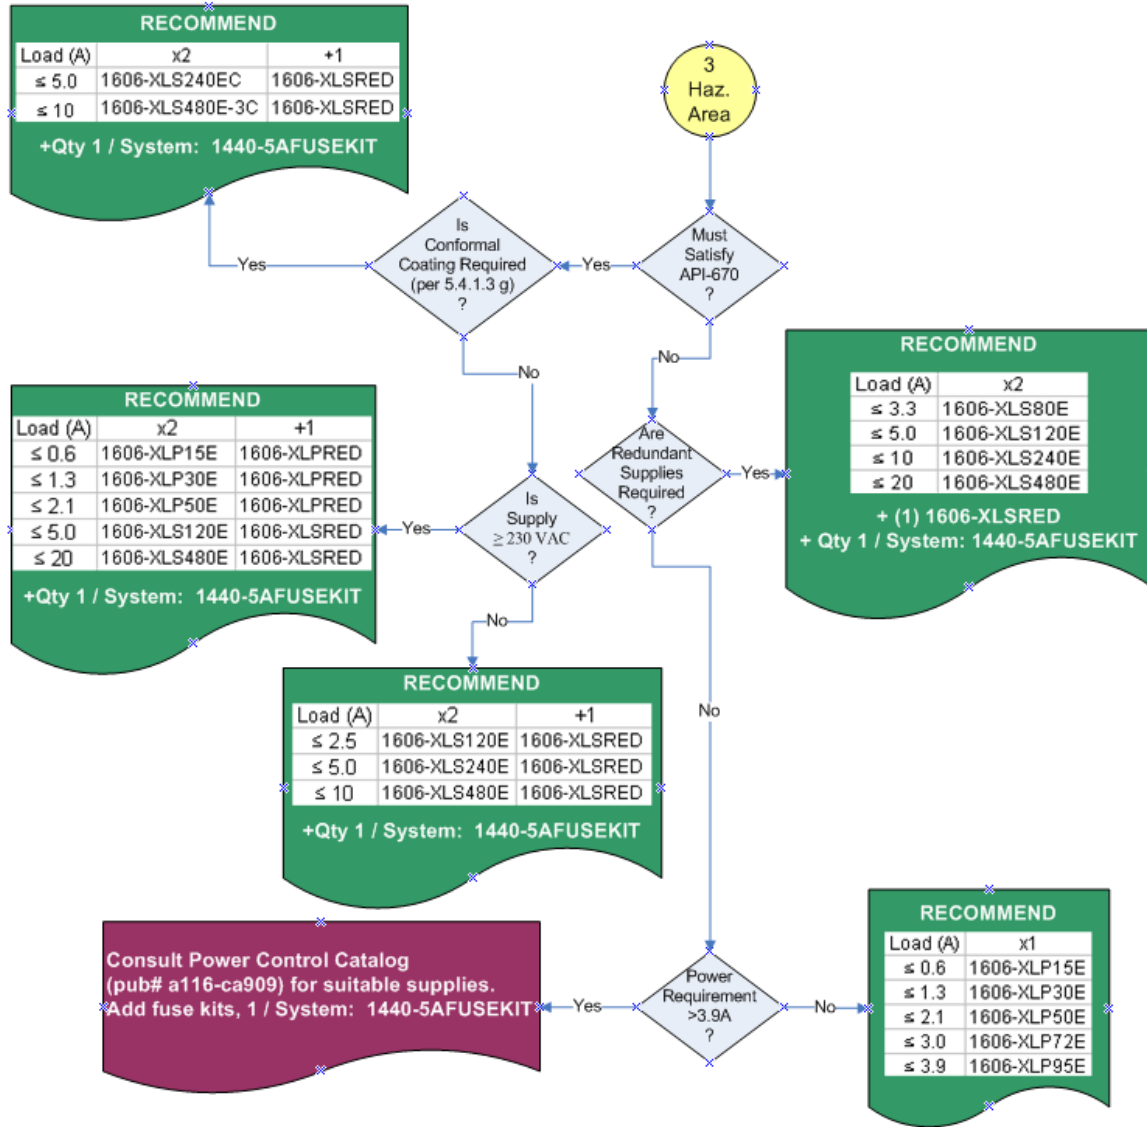 RECOMMEND
Load (A) x2 +1
≤ 5.0 1606-XLS240EC 1606-XLSRED
≤ 10 1606-XLS480E-3C 1606-XLSRED
+Qty 1 / System: 1440-5AFUSEKIT
3
Haz.
Area
Is
Conformal
Coating Required
(per 5.4.1.3 g)
?
Must
Satisfy
API-670
?
Yes
Yes
No
No
RECOMMEND
Load (A) x2
≤ 3.3 1606-XLS80E
≤ 5.0 1606-XLS120E
≤ 10 1606-XLS240E
≤ 20 1606-XLS480E
+ (1) 1606-XLSRED
+ Qty 1 / System: 1440-5AFUSEKIT
RECOMMEND
Load (A) x2 +1
≤ 0.6 1606-XLP15E 1606-XLPRED
≤ 1.3 1606-XLP30E 1606-XLPRED
≤ 2.1 1606-XLP50E 1606-XLPRED
≤ 5.0 1606-XLS120E 1606-XLSRED
≤ 20 1606-XLS480E 1606-XLSRED
+Qty 1 / System: 1440-5AFUSEKIT
Are
Redundant
Supplies
Required
?
Yes
Is
Supply
≥ 230 VAC
?
Yes
No
No
RECOMMEND
Load (A) x2 +1
≤ 2.5 1606-XLS120E 1606-XLSRED
≤ 5.0 1606-XLS240E 1606-XLSRED
≤ 10 1606-XLS480E 1606-XLSRED
+Qty 1 / System: 1440-5AFUSEKIT
Consult Power Control Catalog
(pub# a116-ca909) for suitable supplies.
Add fuse kits, 1 / System: 1440-5AFUSEKIT
Power
Requirement
>3.9A
?
Yes
No
RECOMMEND
Load (A) x1
≤ 0.6 1606-XLP15E
≤ 1.3 1606-XLP30E
≤ 2.1 1606-XLP50E
≤ 3.0 1606-XLP72E
≤ 3.9 1606-XLP95E